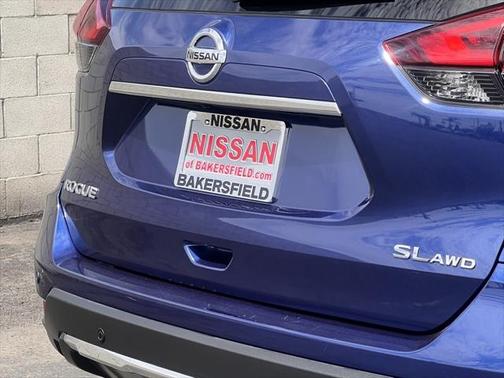 NISSAN
NISSAN
NISSAN
of BAKERSFIELD.com
BAKERSFIELD
ROGUE
SL AWD